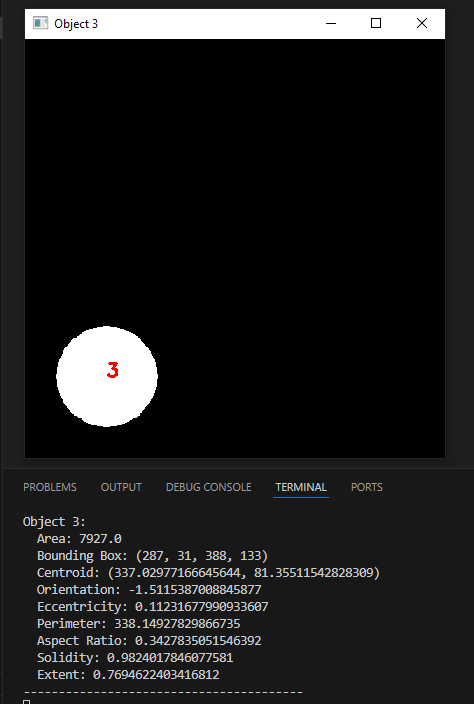 Object 3
3
PROBLEMS OUTPUT DEBUG CONSOLE TERMINAL PORTS
Object 3:
Area: 7927.0
Bounding Box: (287, 31, 388, 133)
Centroid: (337.02977166645644, 81.35511542828309)
Orientation: -1.5115387008845877
Eccentricity: 0.11231677990933607
Perimeter: 338.14927829866735
Aspect Ratio: 0.3427835051546392
Solidity: 0.9824017846077581
Extent: 0.7694622403416812
----------------------------------------